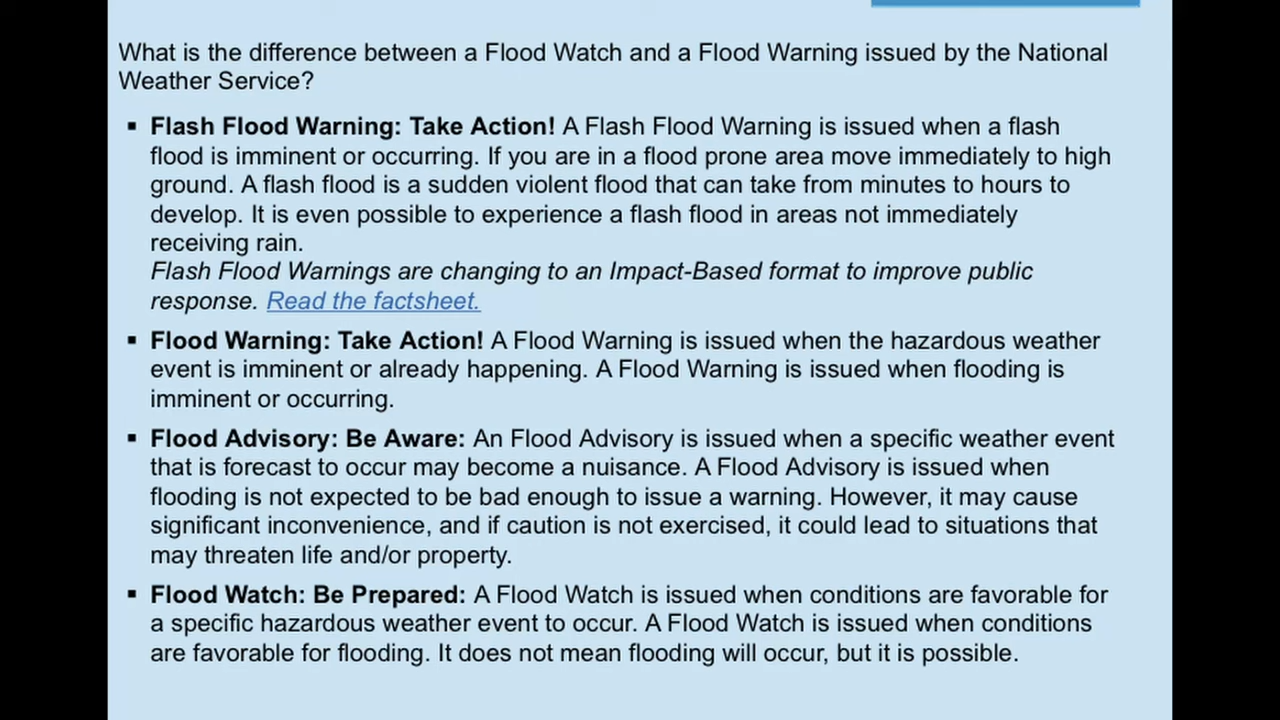 What is the difference between a Flood Watch and a Flood Warning issued by the National
Weather Service?
▪ Flash Flood Warning: Take Action! A Flash Flood Warning is issued when a flash
flood is imminent or occurring. If you are in a flood prone area move immediately to high
ground. A flash flood is a sudden violent flood that can take from minutes to hours to
develop. It is even possible to experience a flash flood in areas not immediately
receiving rain.
Flash Flood Warnings are changing to an Impact-Based format to improve public
response. Read the factsheet.
▪ Flood Warning: Take Action! A Flood Warning is issued when the hazardous weather
event is imminent or already happening. A Flood Warning is issued when flooding is
imminent or occurring.
▪ Flood Advisory: Be Aware: An Flood Advisory is issued when a specific weather event
that is forecast to occur may become a nuisance. A Flood Advisory is issued when
flooding is not expected to be bad enough to issue a warning. However, it may cause
significant inconvenience, and if caution is not exercised, it could lead to situations that
may threaten life and/or property.
▪ Flood Watch: Be Prepared: A Flood Watch is issued when conditions are favorable for
a specific hazardous weather event to occur. A Flood Watch is issued when conditions
are favorable for flooding. It does not mean flooding will occur, but it is possible.